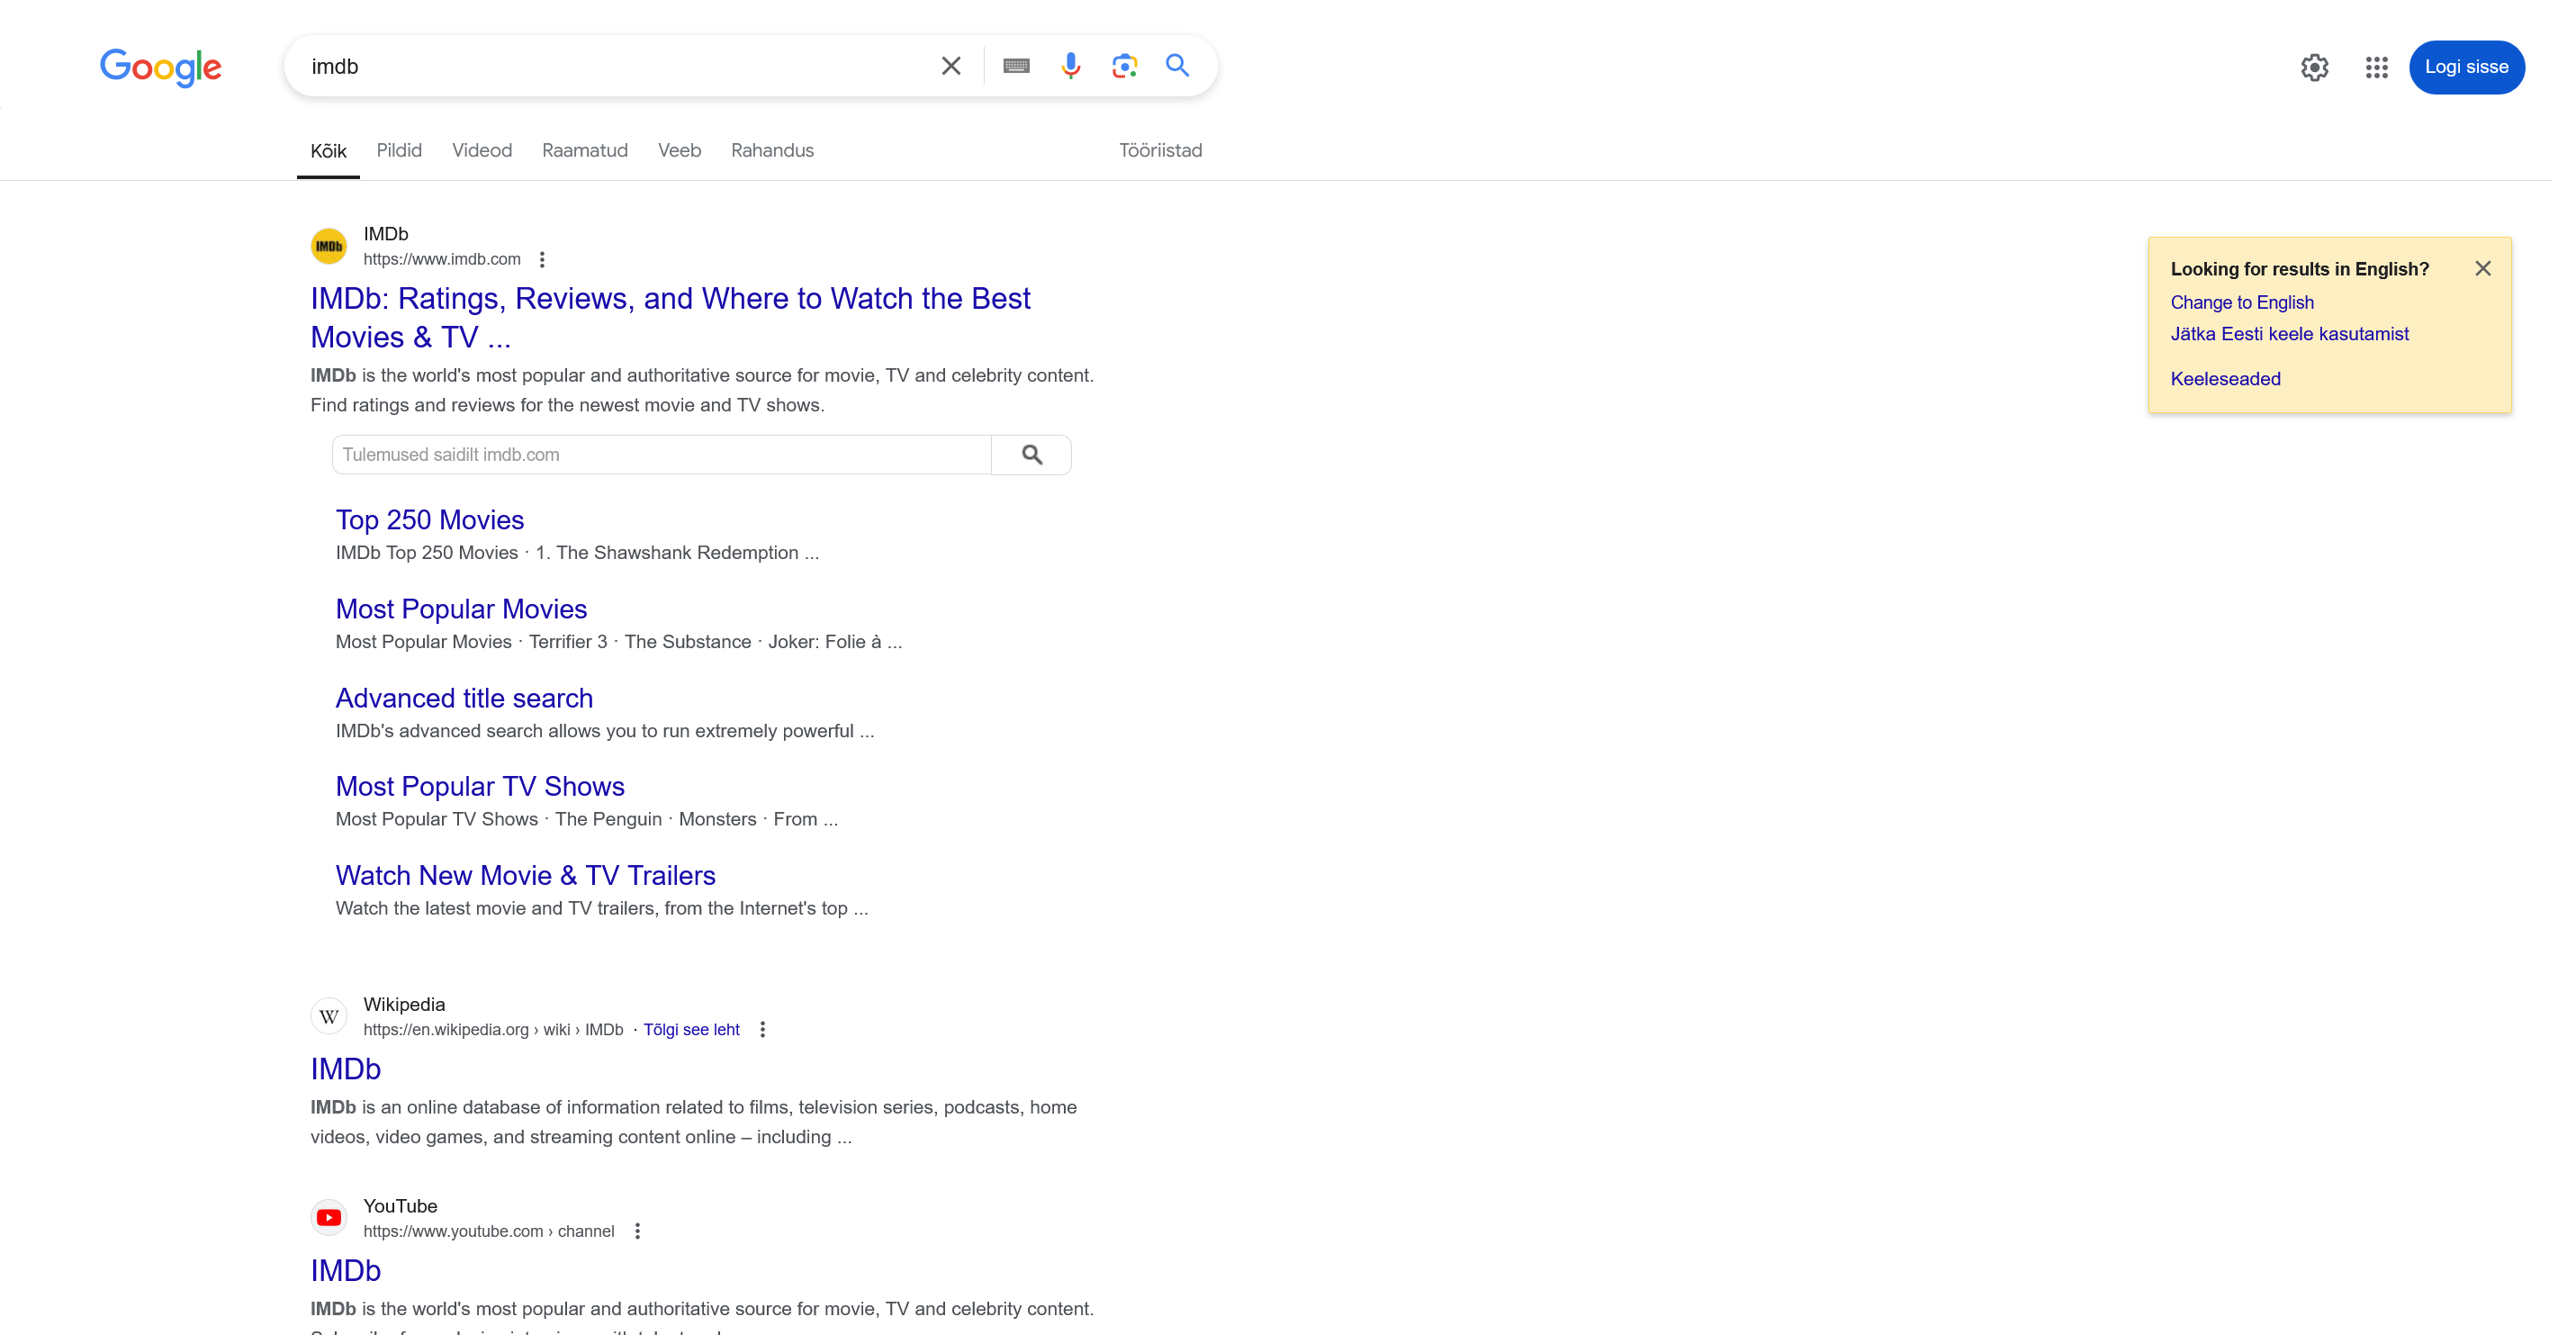 Google
imdb
Logi sisse
Kõik Pildid Videod Raamatud Veeb Rahandus Tööriistad
IMDb
IMDb
https://www.imdb.com
IMDb: Ratings, Reviews, and Where to Watch the Best
Movies & TV ...
IMDb is the world's most popular and authoritative source for movie, TV and celebrity content.
Find ratings and reviews for the newest movie and TV shows.
Tulemused saidilt imdb.com
Top 250 Movies
IMDb Top 250 Movies · 1. The Shawshank Redemption ...
Most Popular Movies
Most Popular Movies · Terrifier 3 · The Substance · Joker: Folie à ...
Advanced title search
IMDb's advanced search allows you to run extremely powerful ...
Most Popular TV Shows
Most Popular TV Shows · The Penguin · Monsters · From ...
Watch New Movie & TV Trailers
Watch the latest movie and TV trailers, from the Internet's top ...
W
Wikipedia
https://en.wikipedia.org › wiki › IMDb · Tõlgi see leht
IMDb
IMDb is an online database of information related to films, television series, podcasts, home
videos, video games, and streaming content online – including ...
YouTube
https://www.youtube.com › channel
IMDb
IMDb is the world's most popular and authoritative source for movie, TV and celebrity content.
Looking for results in English?
Change to English
Jätka Eesti keele kasutamist
Keeleseaded